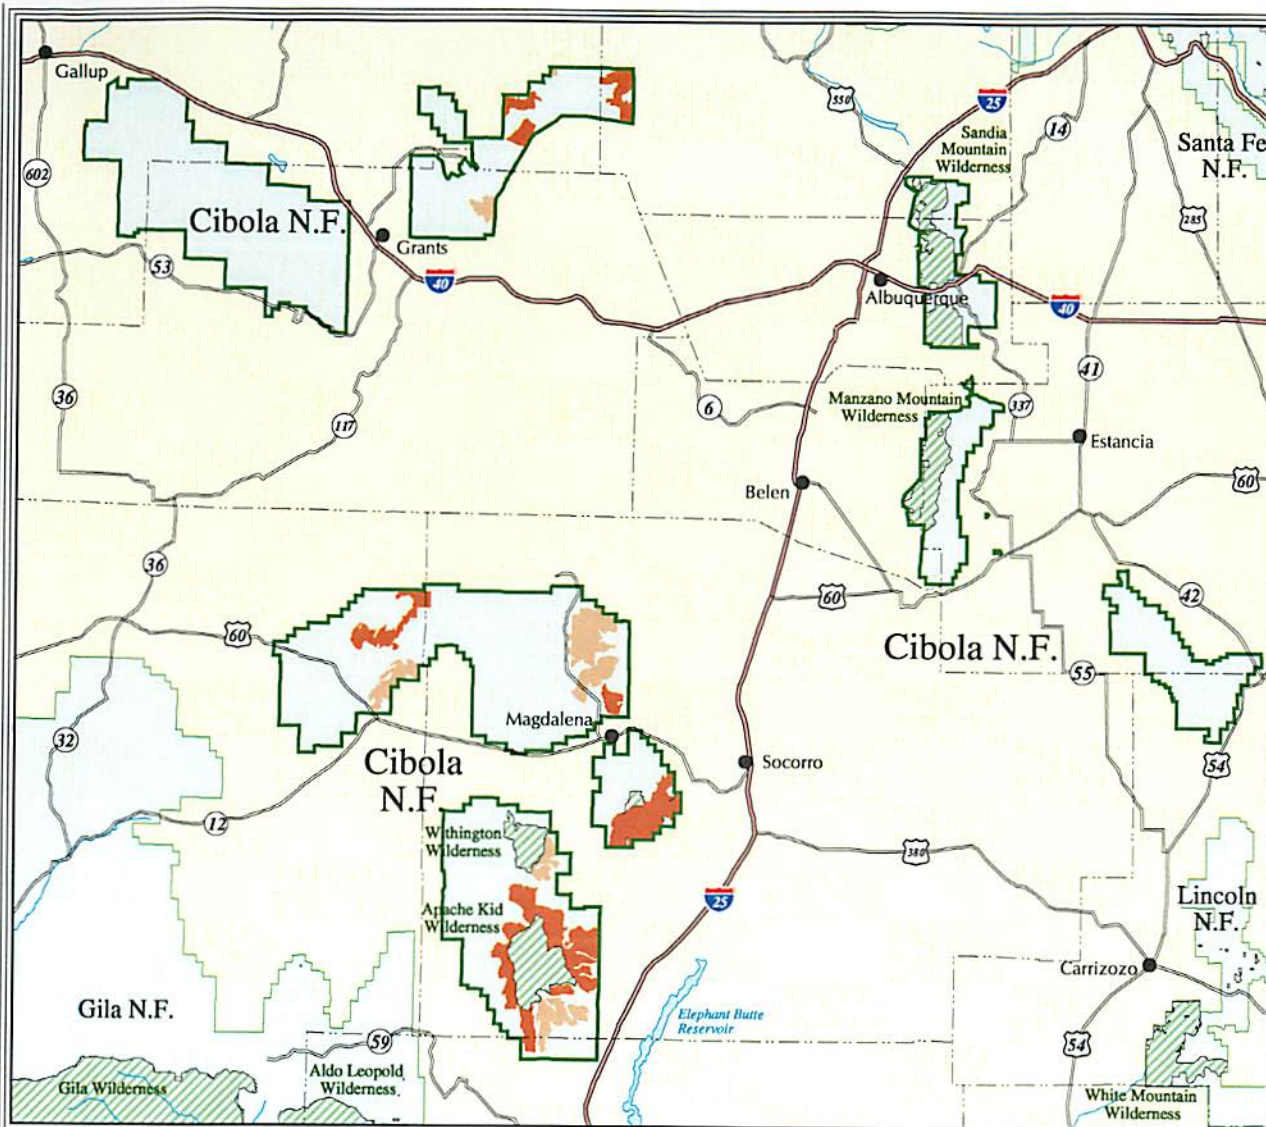 Gallup
550
25
Sandia
Mountain
Wilderness
14
Santa Fe
N.F.
602
285
Cibola N.F.
Grants
53
40
Albuquerque
40
36
6
Manzano Mountain
Wilderness
337
41
117
Estancia
Belen
60
36
60
60
42
Cibola N.F.
55
32
Magdalena
Socorro
54
Cibola
N.F
12
Withington
Wilderness
380
25
Apache Kid
Wilderness
Lincoln
N.F.
Carrizozo
Gila N.F.
Elephant Butte
Reservoir
59
54
Gila Wilderness
Aldo Leopold
Wilderness
White Mountain
Wilderness